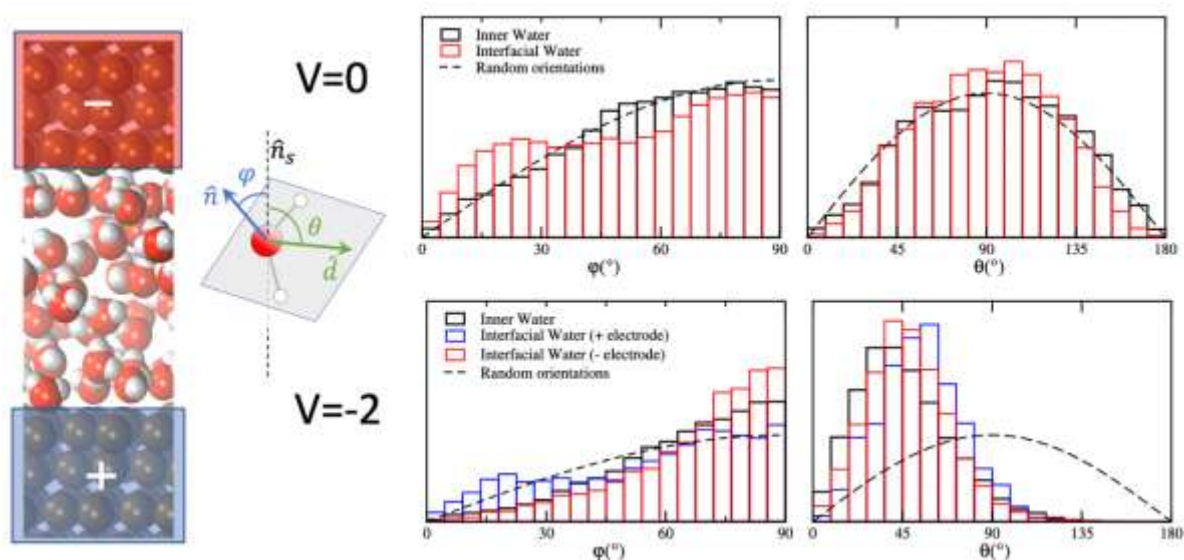 −
+
V=0
V=-2
n̂ₛ
φ
n̂
θ
d̂
Inner Water
Interfacial Water
Random orientations
0 30 60 90
φ(°)
0 45 90 135 180
θ(°)
Inner Water
Interfacial Water (+ electrode)
Interfacial Water (- electrode)
Random orientations
0 30 60 90
φ(°)
0 45 90 135 180
θ(°)